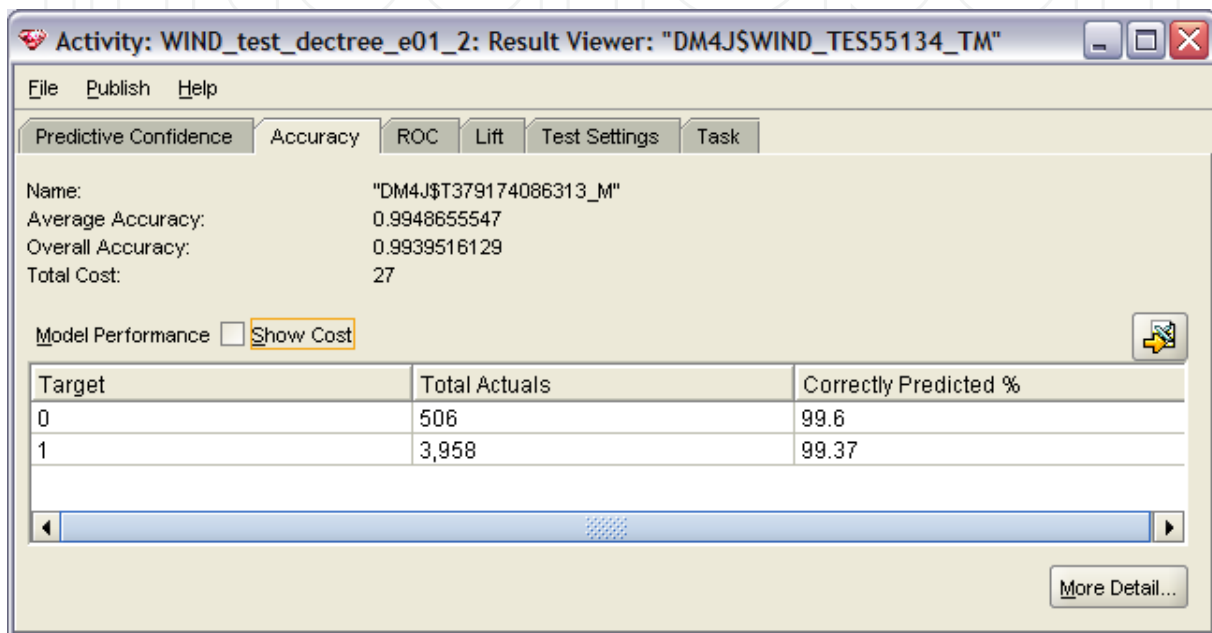 Activity: WIND_test_dectree_e01_2: Result Viewer: "DM4J$WIND_TES55134_TM"
File Publish Help
Predictive Confidence Accuracy ROC Lift Test Settings Task
Name: "DM4J$T379174086313_M"
Average Accuracy: 0.9948655547
Overall Accuracy: 0.9939516129
Total Cost: 27
Model Performance Show Cost
Target Total Actuals Correctly Predicted %
0 506 99.6
1 3,958 99.37
More Detail...